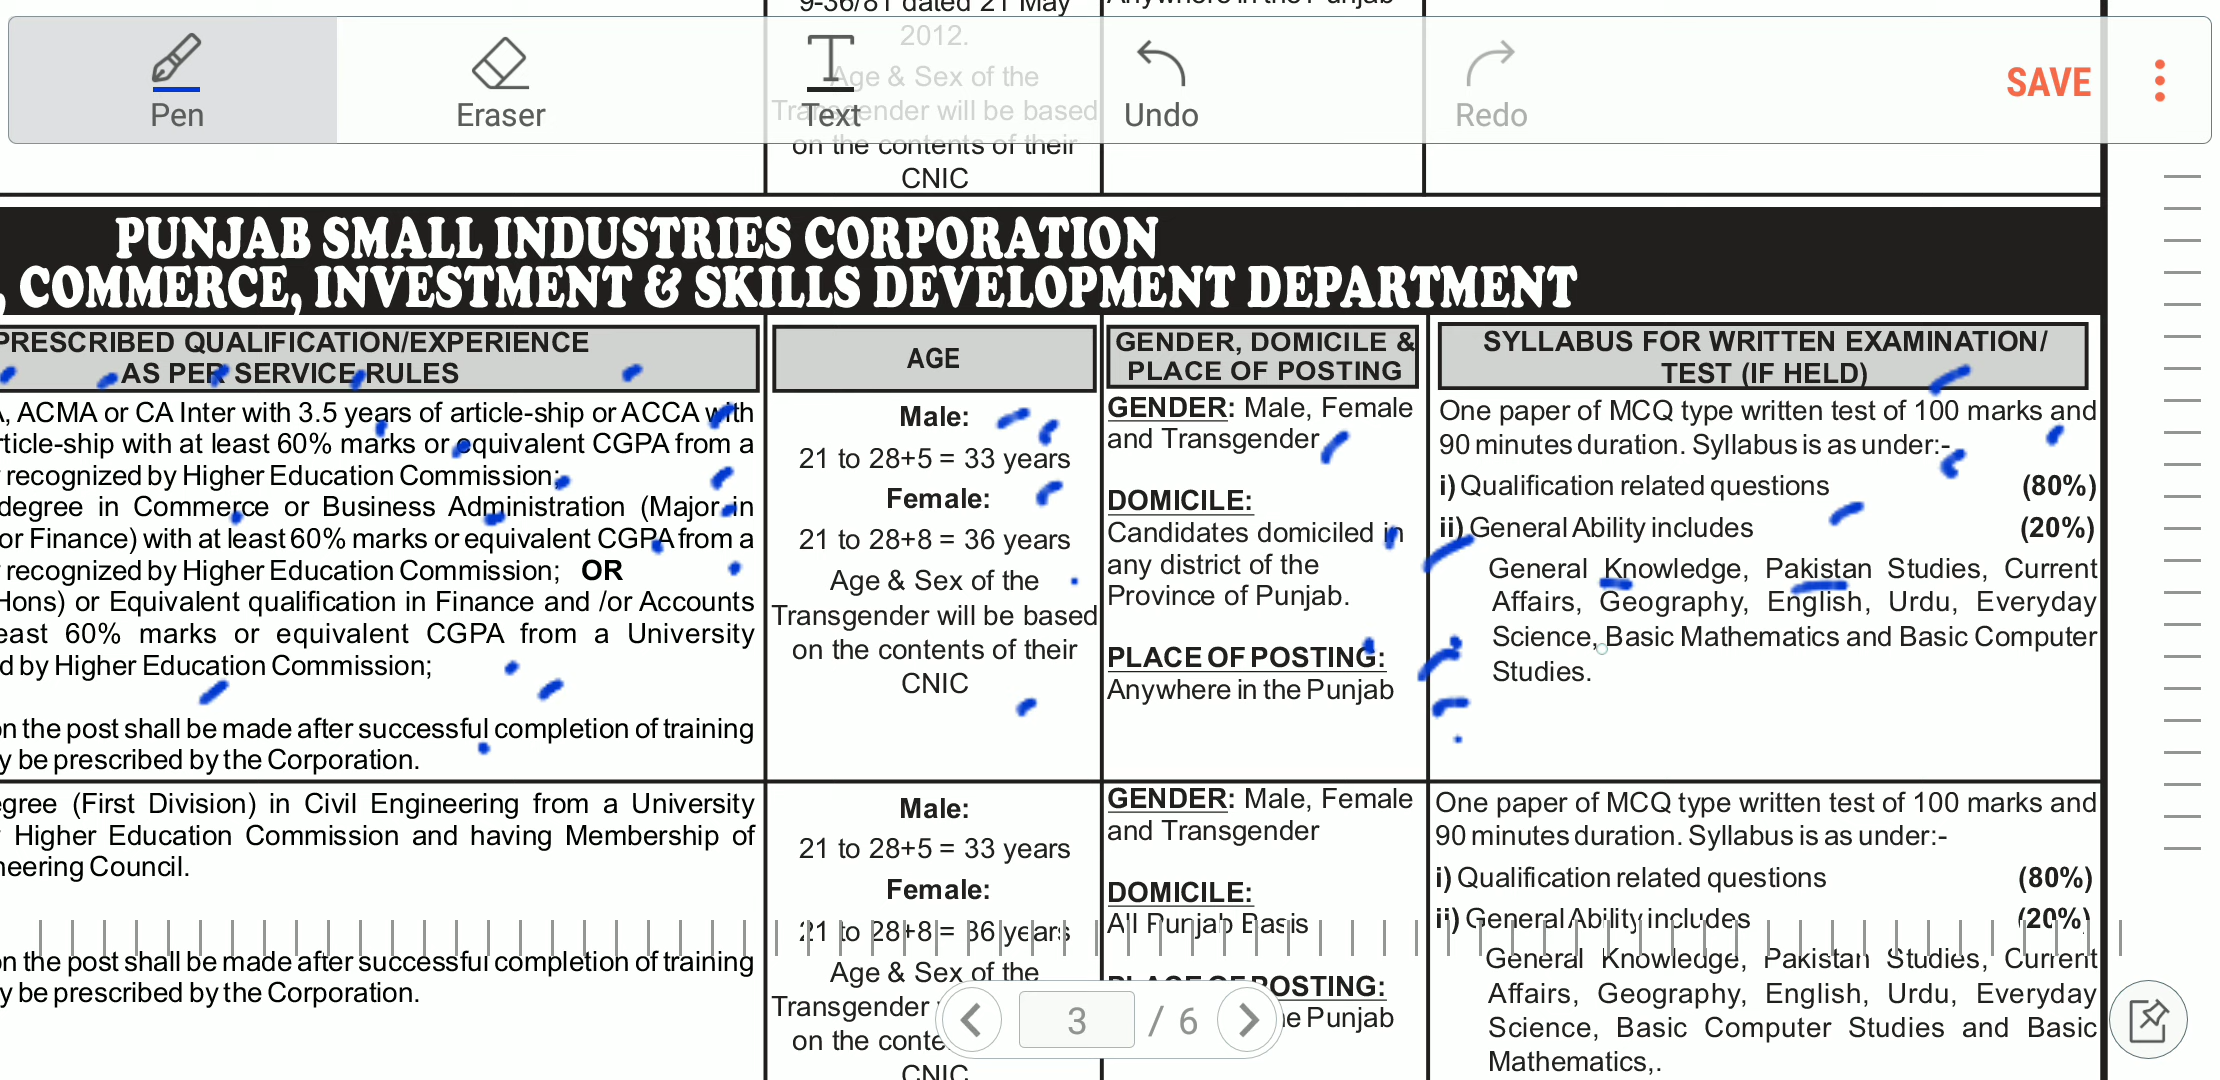 9-36/81 dated 21 May
2012.
Age & Sex of the
Transgender will be based
on the contents of their
CNIC
Pen
Eraser
Text
Undo
Redo
SAVE
PUNJAB SMALL INDUSTRIES CORPORATION
, COMMERCE, INVESTMENT & SKILLS DEVELOPMENT DEPARTMENT
PRESCRIBED QUALIFICATION/EXPERIENCE
AS PER SERVICE RULES
, ACMA or CA Inter with 3.5 years of article-ship or ACCA with
rticle-ship with at least 60% marks or equivalent CGPA from a
recognized by Higher Education Commission;
degree in Commerce or Business Administration (Major in
or Finance) with at least 60% marks or equivalent CGPA from a
recognized by Higher Education Commission; OR
Hons) or Equivalent qualification in Finance and /or Accounts
east 60% marks or equivalent CGPA from a University
d by Higher Education Commission;
n the post shall be made after successful completion of training
y be prescribed by the Corporation.
AGE
Male:
21 to 28+5 = 33 years
Female:
21 to 28+8 = 36 years
Age & Sex of the
Transgender will be based
on the contents of their
CNIC
GENDER, DOMICILE &
PLACE OF POSTING
GENDER: Male, Female
and Transgender
DOMICILE:
Candidates domiciled in
any district of the
Province of Punjab.
PLACE OF POSTING:
Anywhere in the Punjab
SYLLABUS FOR WRITTEN EXAMINATION/
TEST (IF HELD)
One paper of MCQ type written test of 100 marks and
90 minutes duration. Syllabus is as under:-
i) Qualification related questions (80%)
ii) General Ability includes (20%)
General Knowledge, Pakistan Studies, Current
Affairs, Geography, English, Urdu, Everyday
Science, Basic Mathematics and Basic Computer
Studies.
egree (First Division) in Civil Engineering from a University
Higher Education Commission and having Membership of
neering Council.
n the post shall be made after successful completion of training
y be prescribed by the Corporation.
Male:
21 to 28+5 = 33 years
Female:
21 to 28+8 = 36 years
Age & Sex of the
Transgender
on the conte
CNIC
GENDER: Male, Female
and Transgender
DOMICILE:
All Punjab Basis
PLACE OF POSTING:
e Punjab
One paper of MCQ type written test of 100 marks and
90 minutes duration. Syllabus is as under:-
i) Qualification related questions (80%)
ii) General Ability includes (20%)
General Knowledge, Pakistan Studies, Current
Affairs, Geography, English, Urdu, Everyday
Science, Basic Computer Studies and Basic
Mathematics,.
3 / 6